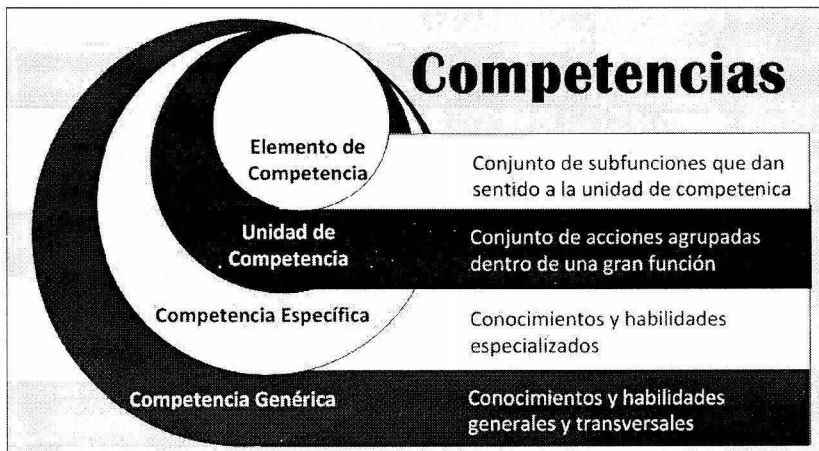 Competencias
Elemento de
Competencia
Conjunto de subfunciones que dan
sentido a la unidad de competenica
Unidad de
Competencia
Conjunto de acciones agrupadas
dentro de una gran función
Competencia Específica
Conocimientos y habilidades
especializados
Competencia Genérica
Conocimientos y habilidades
generales y transversales